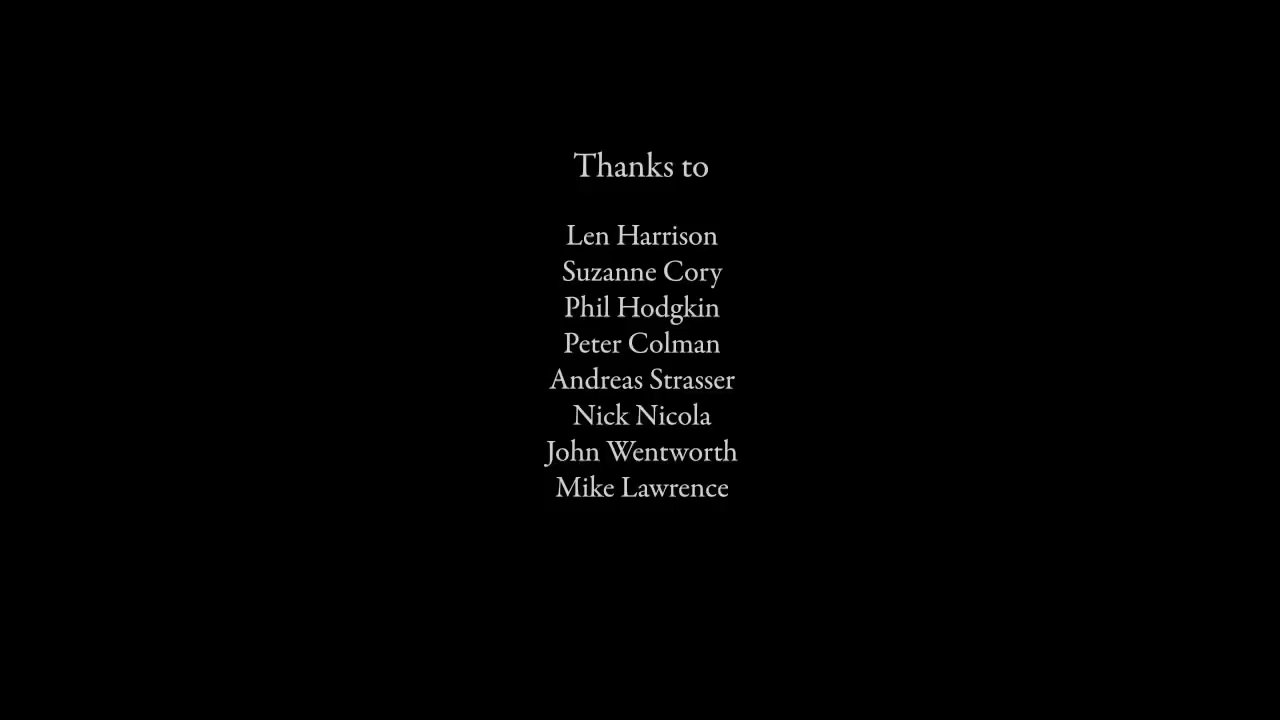 Thanks to
Len Harrison
Suzanne Cory
Phil Hodgkin
Peter Colman
Andreas Strasser
Nick Nicola
John Wentworth
Mike Lawrence